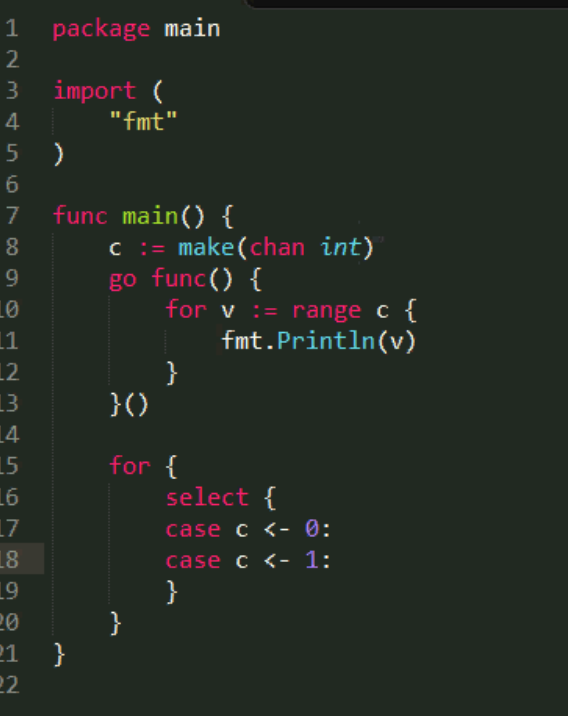 1 package main
2
3 import (
4 "fmt"
5 )
6
7 func main() {
8 c := make(chan int)
9 go func() {
10 for v := range c {
11 fmt.Println(v)
12 }
13 }()
14
15 for {
16 select {
17 case c <- 0:
18 case c <- 1:
19 }
20 }
21 }
22